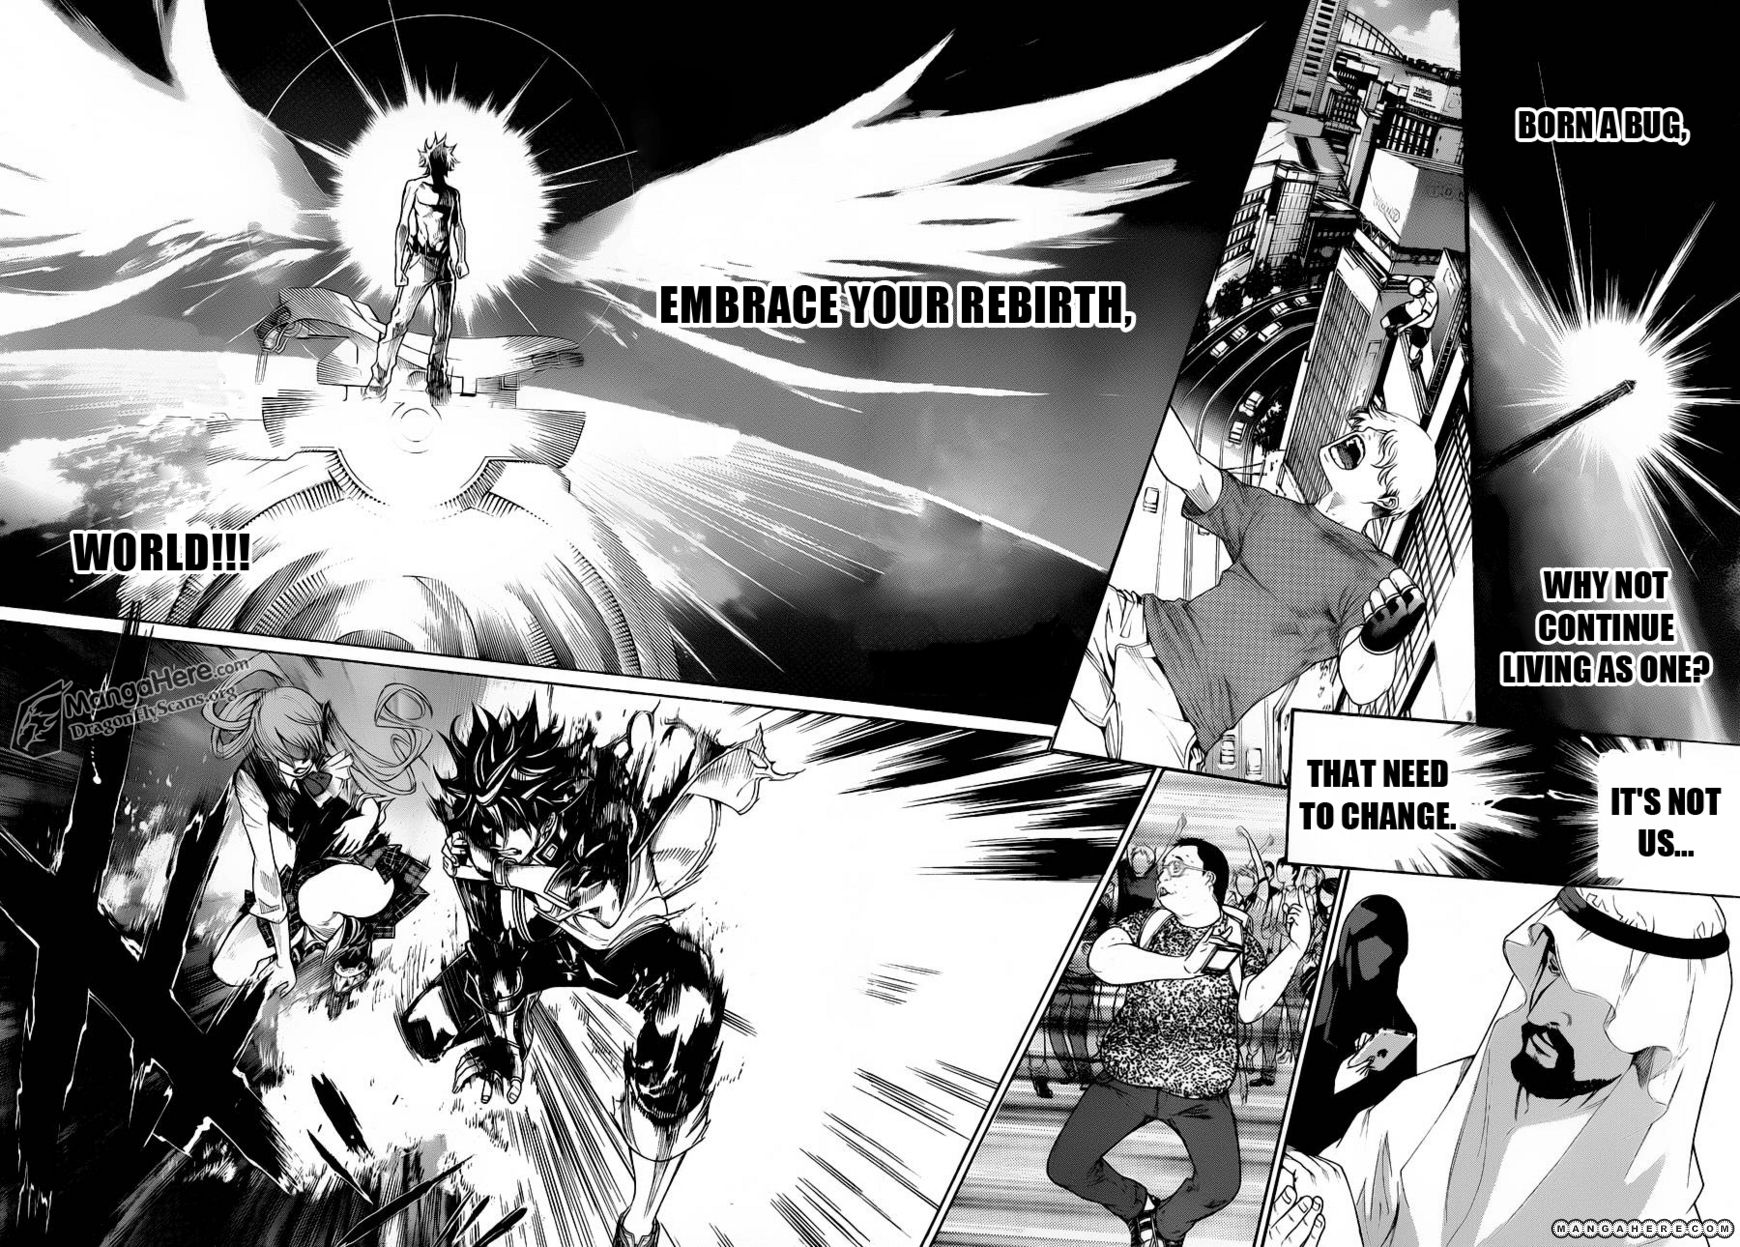 BORN A BUG,
WHY NOT
CONTINUE
LIVING AS ONE?
IT'S NOT
US...
THAT NEED
TO CHANGE.
EMBRACE YOUR REBIRTH,
WORLD!!!
MangaHere.com
DragonflyScans.org
MANGAHERE.COM